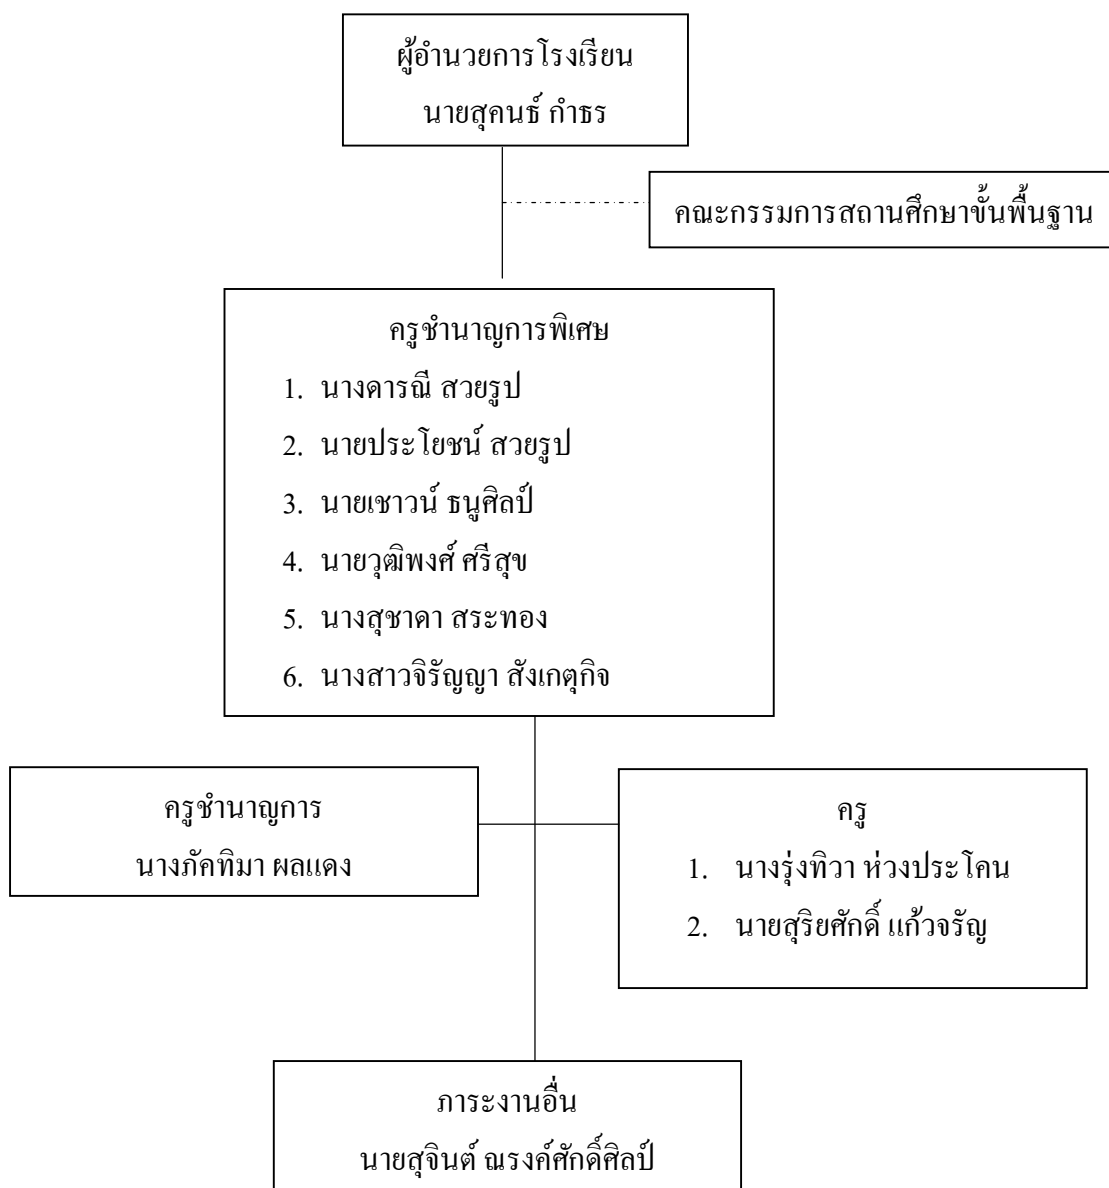 ผู้อำนวยการโรงเรียน
นายสุคนธ์ กำธร
คณะกรรมการสถานศึกษาขั้นพื้นฐาน
ครูชำนาญการพิเศษ
1. นางดารณี สวยรูป
2. นายประโยชน์ สวยรูป
3. นายเชาวน์ ธนูศิลป์
4. นายวุฒิพงศ์ ศรีสุข
5. นางสุชาดา สระทอง
6. นางสาวจิรัญญา สังเกตุกิจ
ครูชำนาญการ
นางภัคทิมา ผลแดง
ครู
1. นางรุ่งทิวา ห่วงประโคน
2. นายสุริยศักดิ์ แก้วจรัญ
ภาระงานอื่น
นายสุจินต์ ณรงค์ศักดิ์ศิลป์